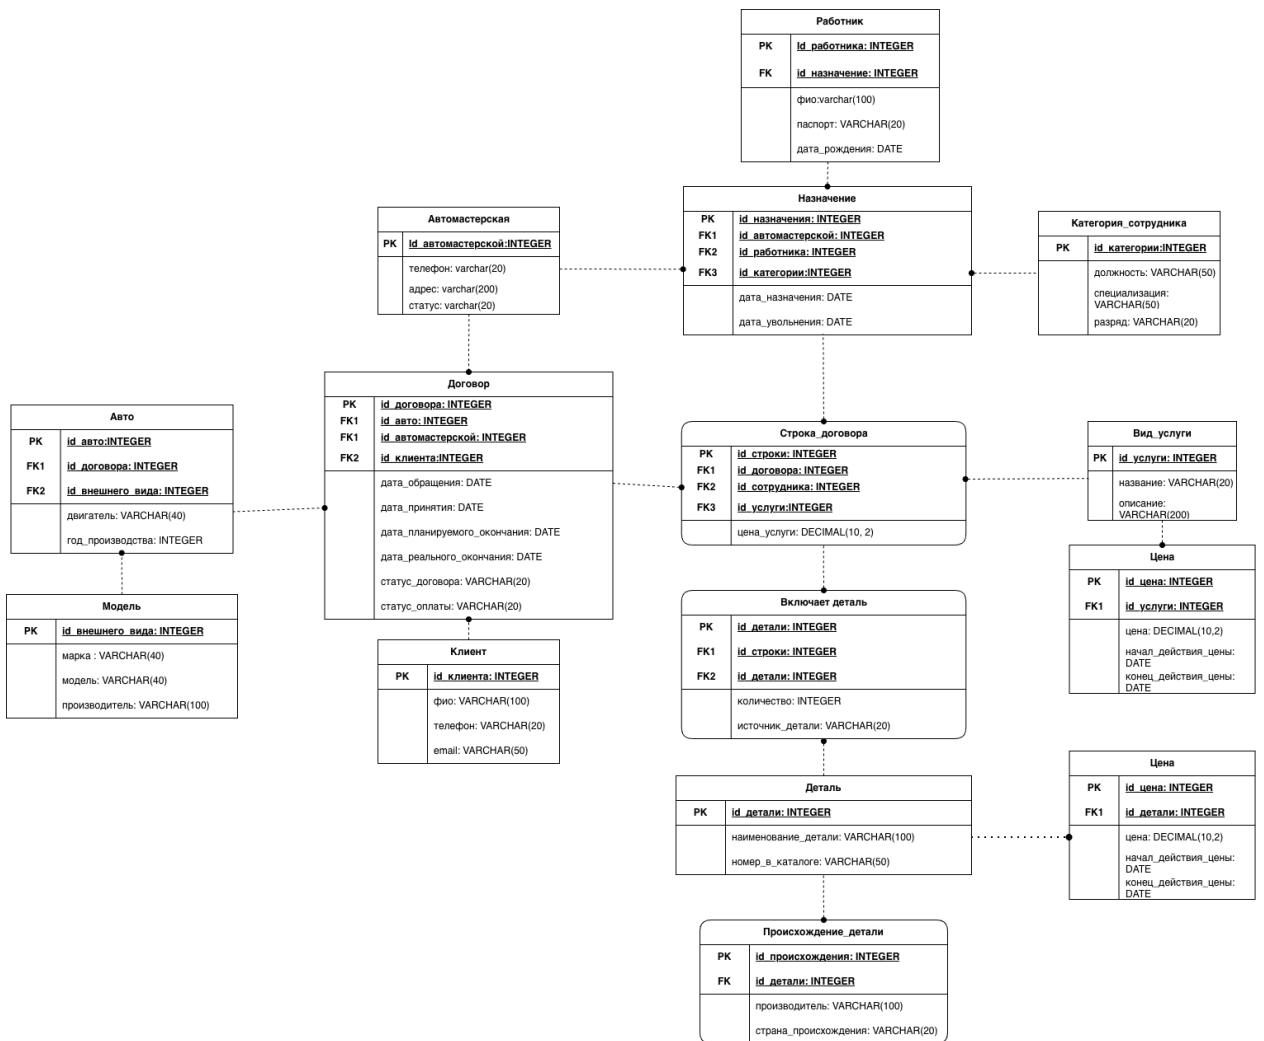 Работник
PK Id_работника: INTEGER
FK id_назначение: INTEGER
фио:varchar(100)
паспорт: VARCHAR(20)
дата_рождения: DATE
Назначение
PK id_назначения: INTEGER
FK1 id_автомастерской: INTEGER
FK2 id_работника: INTEGER
FK3 id_категории:INTEGER
дата_назначения: DATE
дата_увольнения: DATE
Автомастерская
PK Id_автомастерской:INTEGER
телефон: varchar(20)
адрес: varchar(200)
статус: varchar(20)
Категория_сотрудника
PK id_категории:INTEGER
должность: VARCHAR(50)
специализация:
VARCHAR(50)
разряд: VARCHAR(20)
Договор
PK id_договора: INTEGER
FK1 id_авто: INTEGER
FK1 id_автомастерской: INTEGER
FK2 id_клиента:INTEGER
дата_обращения: DATE
дата_принятия: DATE
дата_планируемого_окончания: DATE
дата_реального_окончания: DATE
статус_договора: VARCHAR(20)
статус_оплаты: VARCHAR(20)
Авто
PK id_авто:INTEGER
FK1 id_договора: INTEGER
FK2 id_внешнего_вида: INTEGER
двигатель: VARCHAR(40)
год_производства: INTEGER
Строка_договора
PK id_строки: INTEGER
FK1 id_договора: INTEGER
FK2 id_сотрудника: INTEGER
FK3 id_услуги:INTEGER
цена_услуги: DECIMAL(10, 2)
Вид_услуги
PK id_услуги: INTEGER
название: VARCHAR(20)
описание:
VARCHAR(200)
Цена
PK id_цена: INTEGER
FK1 id_услуги: INTEGER
цена: DECIMAL(10,2)
начал_действия_цены:
DATE
конец_действия_цены:
DATE
Модель
PK id_внешнего_вида: INTEGER
марка : VARCHAR(40)
модель: VARCHAR(40)
производитель: VARCHAR(100)
Клиент
PK id_клиента: INTEGER
фио: VARCHAR(100)
телефон: VARCHAR(20)
email: VARCHAR(50)
Включает деталь
PK id_детали: INTEGER
FK1 id_строки: INTEGER
FK2 id_детали: INTEGER
количество: INTEGER
источник_детали: VARCHAR(20)
Деталь
PK id_детали: INTEGER
наименование_детали: VARCHAR(100)
номер_в_каталоге: VARCHAR(50)
Цена
PK id_цена: INTEGER
FK1 id_детали: INTEGER
цена: DECIMAL(10,2)
начал_действия_цены:
DATE
конец_действия_цены:
DATE
Происхождение_детали
PK id_происхождения: INTEGER
FK id_детали: INTEGER
производитель: VARCHAR(100)
страна_происхождения: VARCHAR(20)